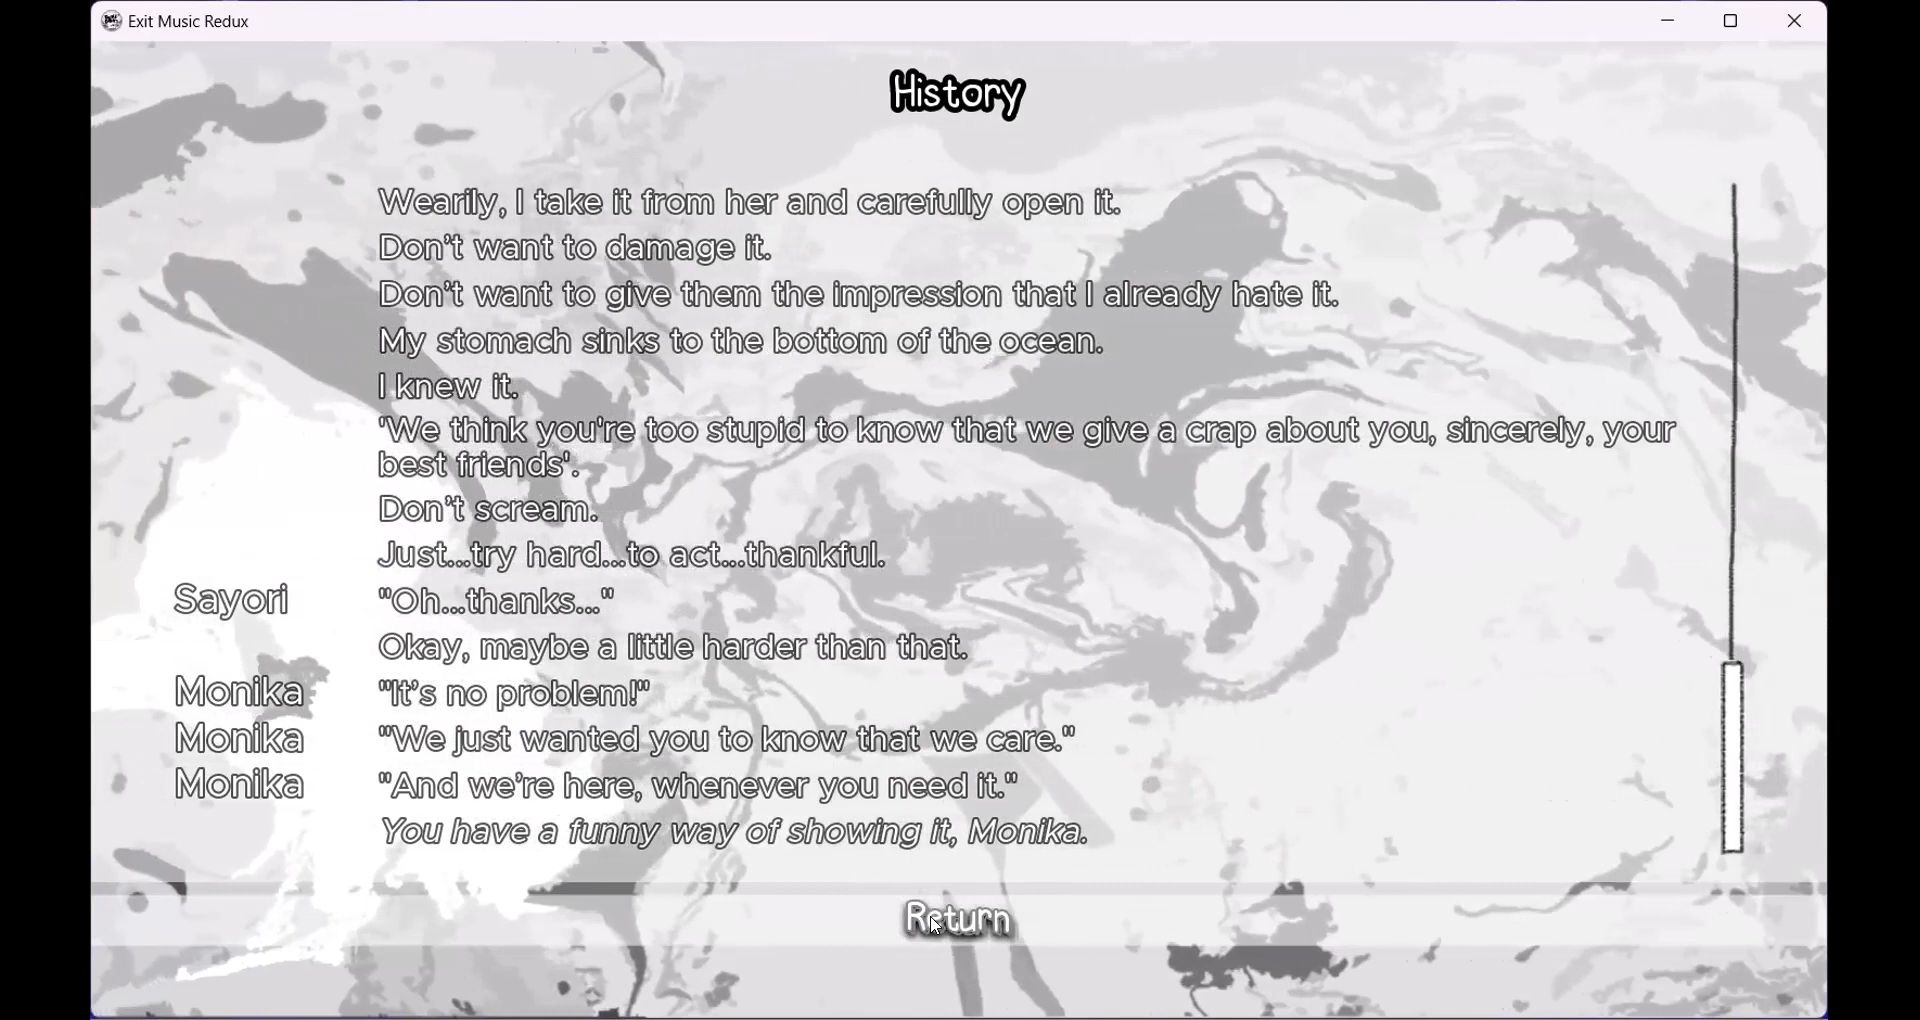 Exit Music Redux
History
Wearily, I take it from her and carefully open it.
Don't want to damage it.
Don't want to give them the impression that I already hate it.
My stomach sinks to the bottom of the ocean.
I knew it.
'We think you're too stupid to know that we give a crap about you, sincerely, your
best friends'.
Don't scream.
Just...try hard...to act...thankful.
Sayori "Oh...thanks..."
Okay, maybe a little harder than that.
Monika "It's no problem!"
Monika "We just wanted you to know that we care."
Monika "And we're here, whenever you need it."
You have a funny way of showing it, Monika.
Return